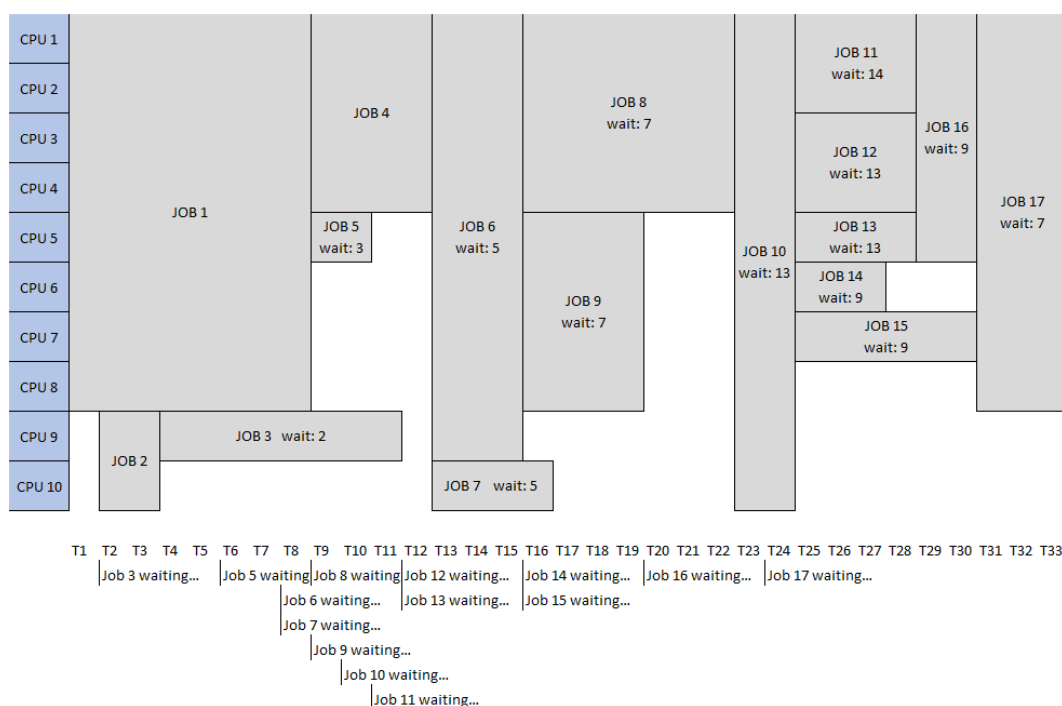 CPU 1
CPU 2
CPU 3
CPU 4
CPU 5
CPU 6
CPU 7
CPU 8
CPU 9
CPU 10
JOB 1
JOB 2
JOB 3 wait: 2
JOB 4
JOB 5
wait: 3
JOB 6
wait: 5
JOB 7 wait: 5
JOB 8
wait: 7
JOB 9
wait: 7
JOB 10
wait: 13
JOB 11
wait: 14
JOB 12
wait: 13
JOB 13
wait: 13
JOB 14
wait: 9
JOB 15
wait: 9
JOB 16
wait: 9
JOB 17
wait: 7
T1 T2 T3 T4 T5 T6 T7 T8 T9 T10 T11 T12 T13 T14 T15 T16 T17 T18 T19 T20 T21 T22 T23 T24 T25 T26 T27 T28 T29 T30 T31 T32 T33
Job 3 waiting... Job 5 waiting Job 8 waiting Job 12 waiting... Job 14 waiting... Job 16 waiting... Job 17 waiting...
Job 6 waiting... Job 13 waiting... Job 15 waiting...
Job 7 waiting...
Job 9 waiting...
Job 10 waiting...
Job 11 waiting...